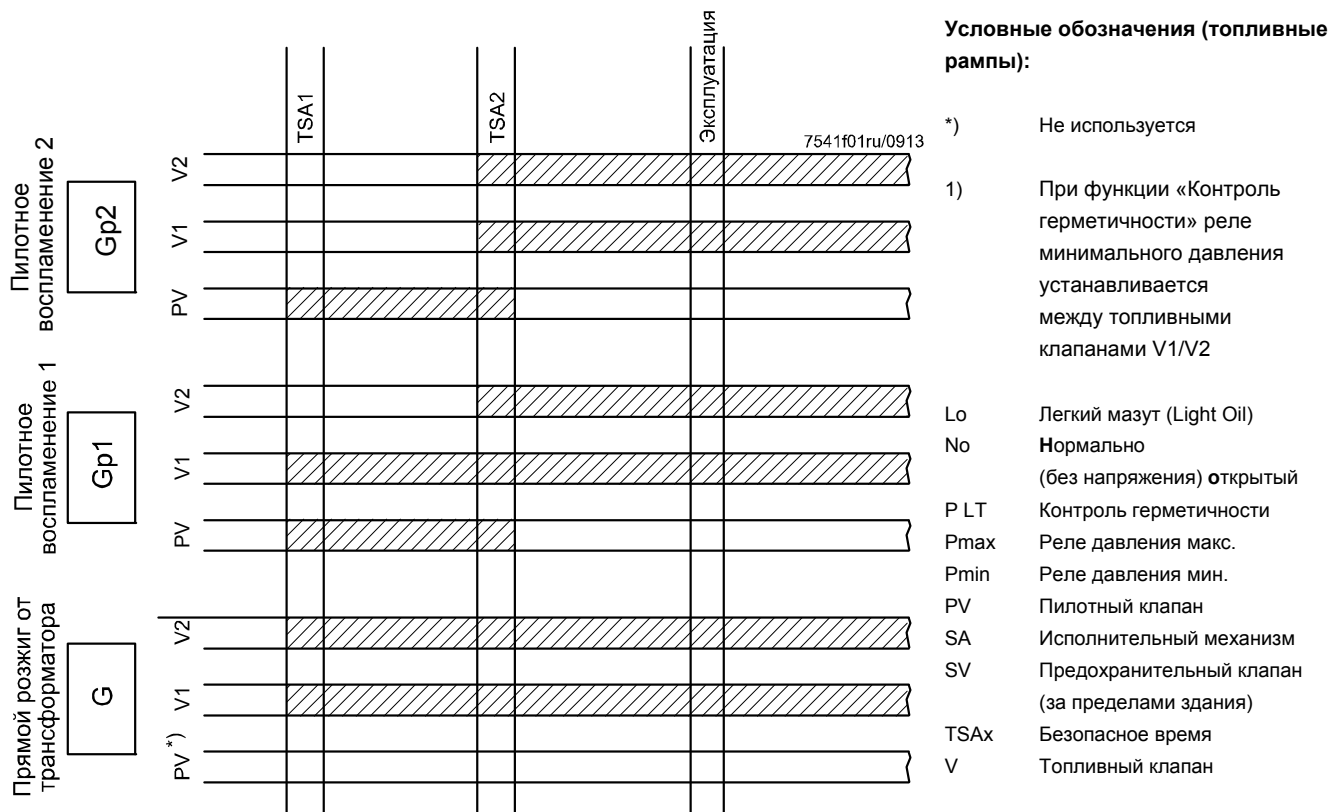 TSA1
TSA2
Эксплуатация
7541f01ru/0913
Пилотное
воспламенение 2
Gp2
V2
V1
PV
Пилотное
воспламенение 1
Gp1
V2
V1
PV
Прямой розжиг от
трансформатора
G
V2
V1
PV *)
Условные обозначения (топливные
рампы):
*) Не используется
1) При функции «Контроль
герметичности» реле
минимального давления
устанавливается
между топливными
клапанами V1/V2
Lo Легкий мазут (Light Oil)
No Нормально
(без напряжения) открытый
P LT Контроль герметичности
Pmax Реле давления макс.
Pmin Реле давления мин.
PV Пилотный клапан
SA Исполнительный механизм
SV Предохранительный клапан
(за пределами здания)
TSAx Безопасное время
V Топливный клапан